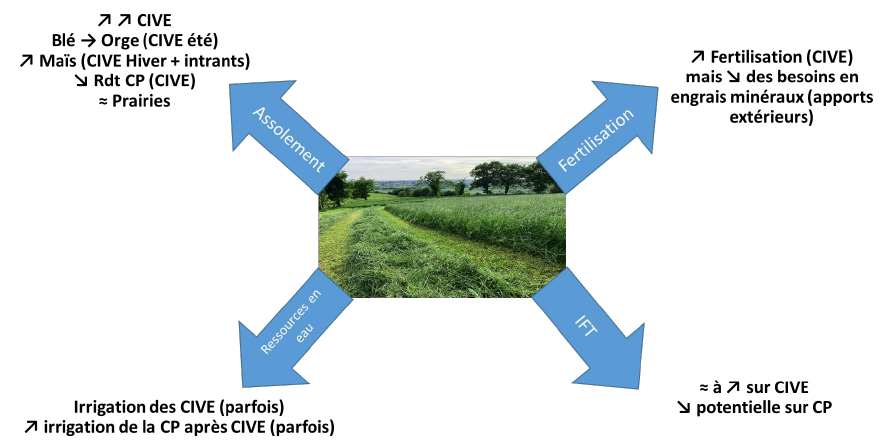 ↗ ↗ CIVE
Blé → Orge (CIVE été)
↗ Maïs (CIVE Hiver + intrants)
↘ Rdt CP (CIVE)
≈ Prairies
Assolement
↗ Fertilisation (CIVE)
mais ↘ des besoins en
engrais minéraux (apports
extérieurs)
Fertilisation
Ressources en
eau
Irrigation des CIVE (parfois)
↗ irrigation de la CP après CIVE (parfois)
IFT
≈ à ↗ sur CIVE
↘ potentielle sur CP